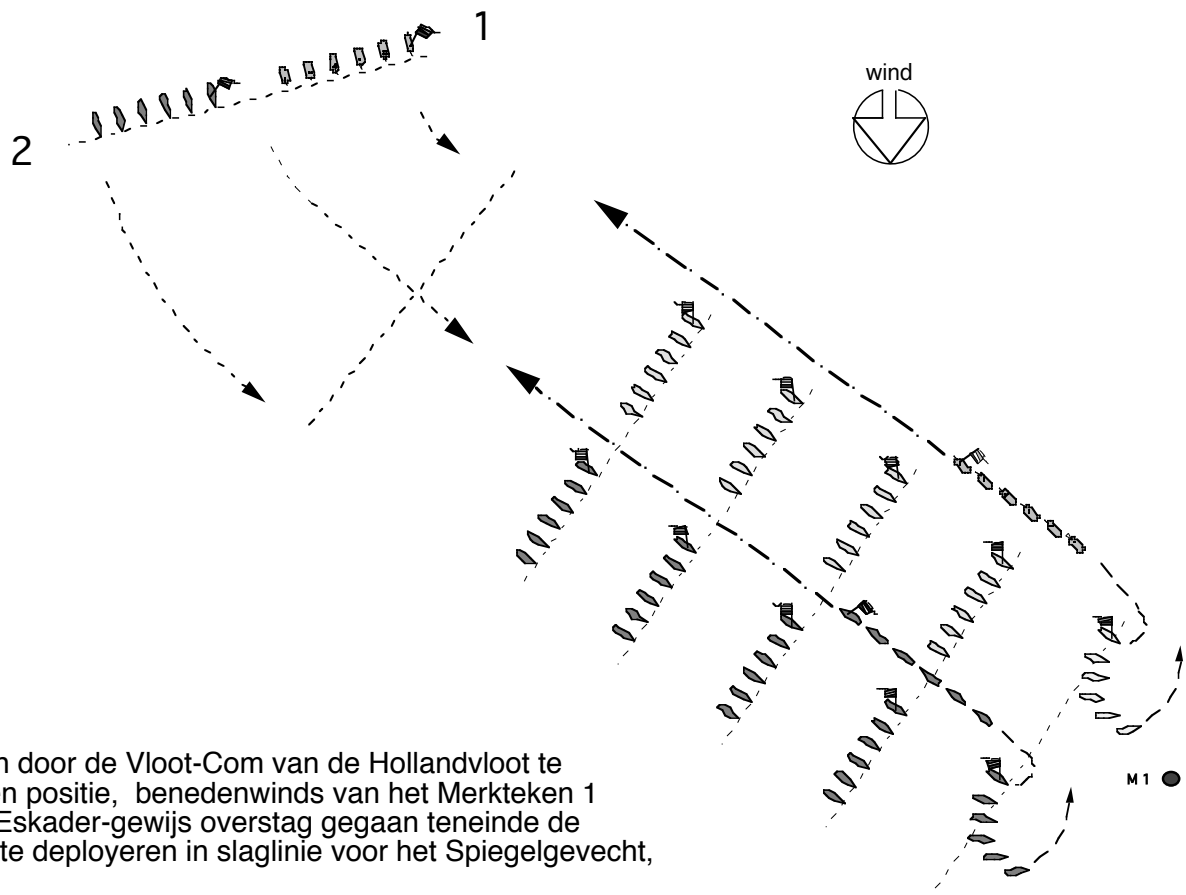 1
wind
2
M 1
door de Vloot-Com van de Hollandvloot te
positie, benedenwinds van het Merkteken 1
Eskader-gewijs overstag gegaan teneinde de
te deployeren in slaglinie voor het Spiegelgevecht,